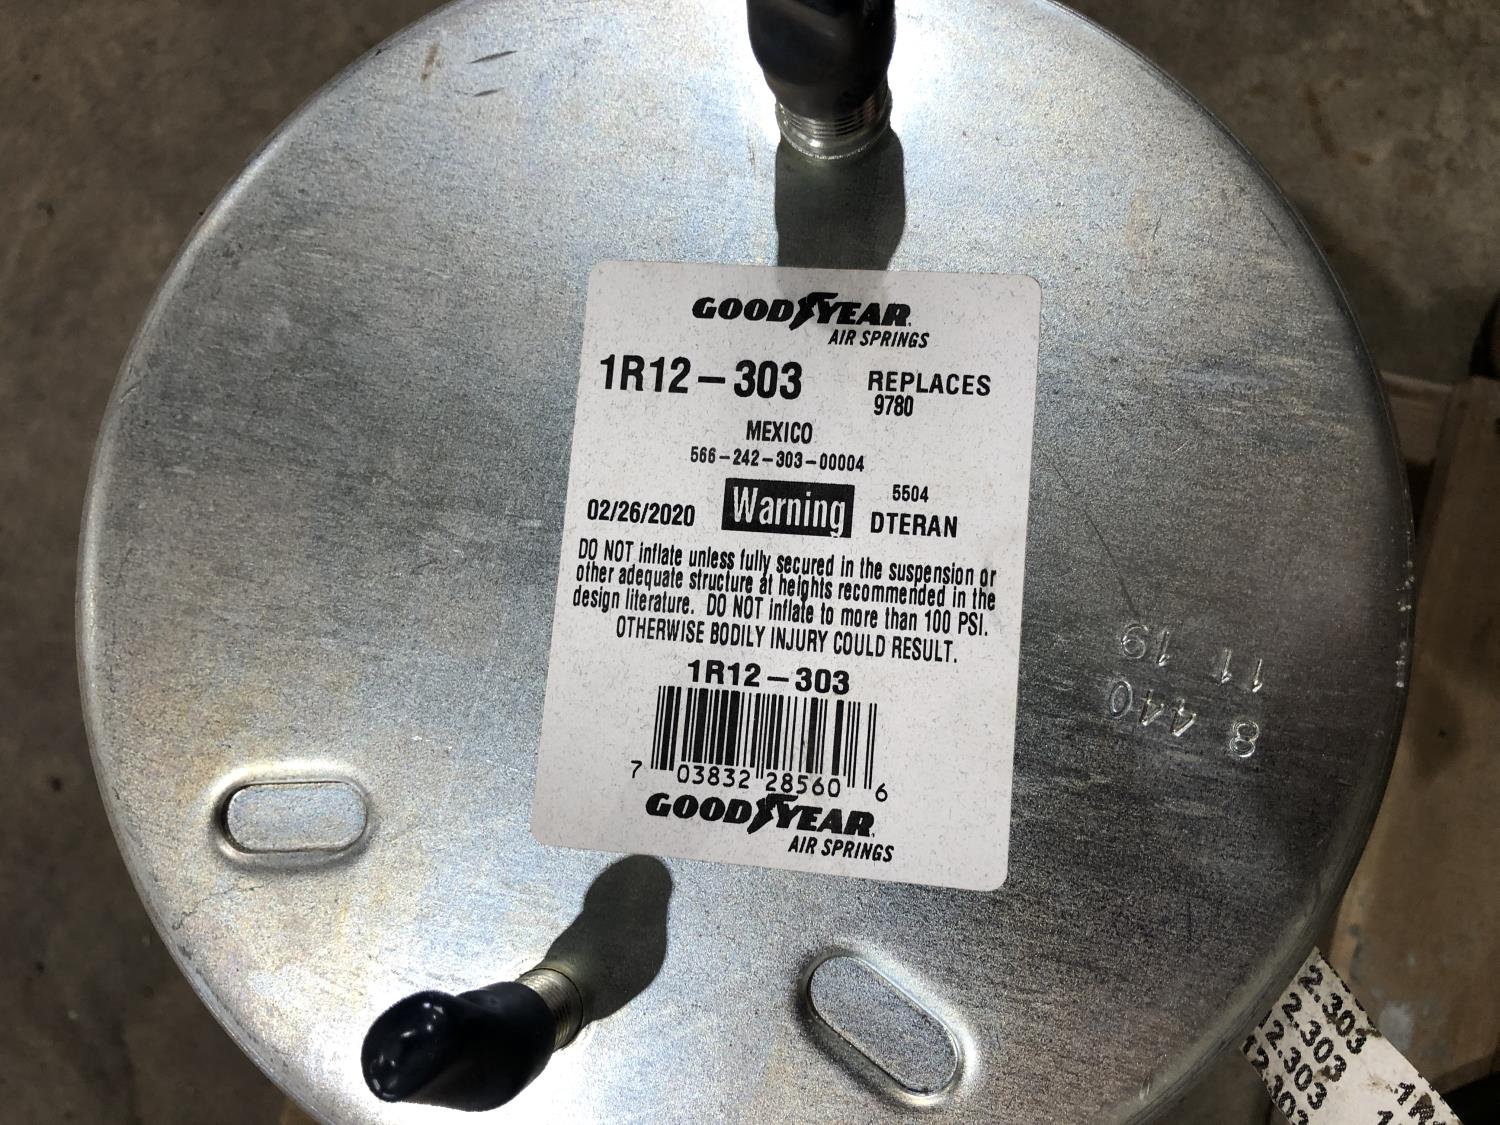 GOODYEAR
AIR SPRINGS
1R12-303
REPLACES
9780
MEXICO
566-242-303-00004
5504
02/26/2020 Warning DTERAN
DO NOT inflate unless fully secured in the suspension or
other adequate structure at heights recommended in the
design literature. DO NOT inflate to more than 100 PSI.
OTHERWISE BODILY INJURY COULD RESULT.
1R12-303
7 03832 28560 6
GOODYEAR
AIR SPRINGS
8 440
11 19
2.303
2.303
12.303
12.303